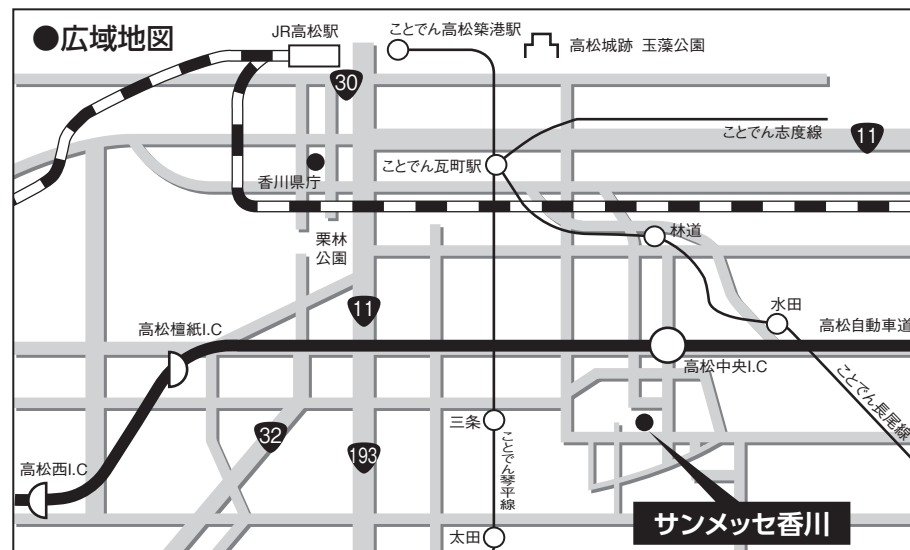 ●広域地図
JR高松駅
ことでん高松築港駅
高松城跡 玉藻公園
30
ことでん志度線
11
香川県庁
ことでん瓦町駅
栗林
公園
林道
11
水田
高松檀紙I.C
高松自動車道
高松中央I.C
ことでん長尾線
三条
32
193
ことでん琴平線
高松西I.C
サンメッセ香川
太田